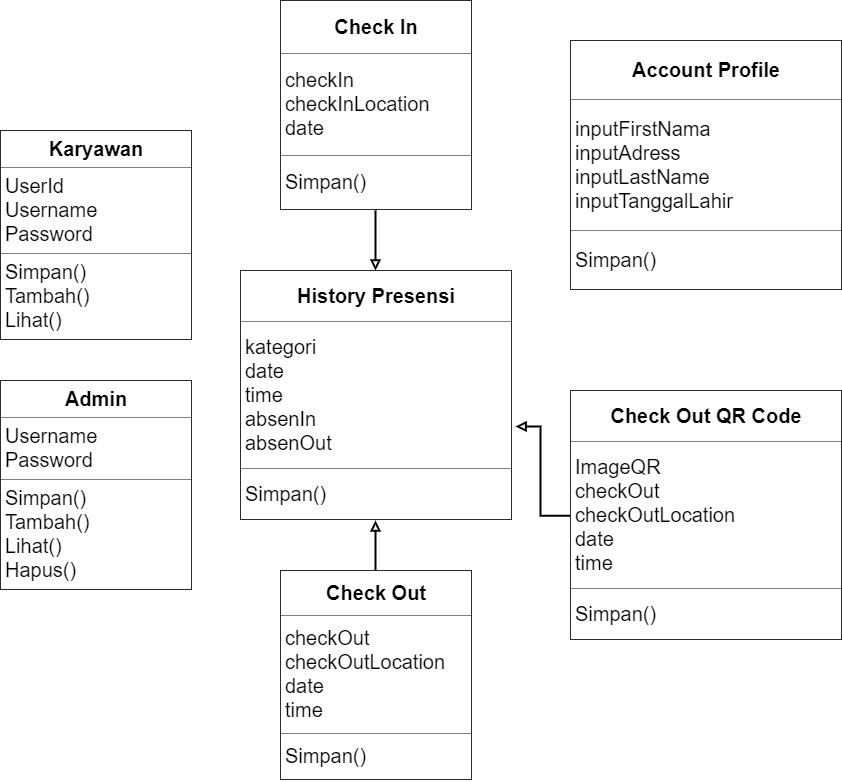 Check In
checkIn
checkInLocation
date
Simpan()
Account Profile
inputFirstNama
inputAdress
inputLastName
inputTanggalLahir
Simpan()
Karyawan
UserId
Username
Password
Simpan()
Tambah()
Lihat()
History Presensi
kategori
date
time
absenIn
absenOut
Simpan()
Admin
Username
Password
Simpan()
Tambah()
Lihat()
Hapus()
Check Out QR Code
ImageQR
checkOut
checkOutLocation
date
time
Simpan()
Check Out
checkOut
checkOutLocation
date
time
Simpan()